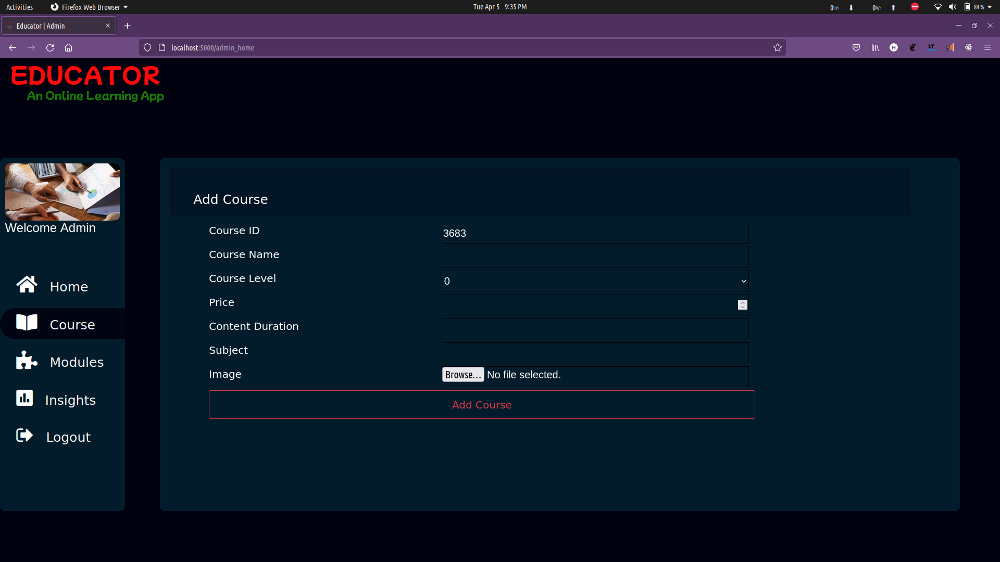 Activities Firefox Web Browser Tue Apr 5 9:35 PM 0b/s 0b/s 84%
Educator | Admin
localhost:5000/admin_home
H LT
EDUCATOR
An Online Learning App
Welcome Admin
Home
Course
Modules
Insights
Logout
Add Course
Course ID 3683
Course Name
Course Level 0
Price
Content Duration
Subject
Image Browse... No file selected.
Add Course